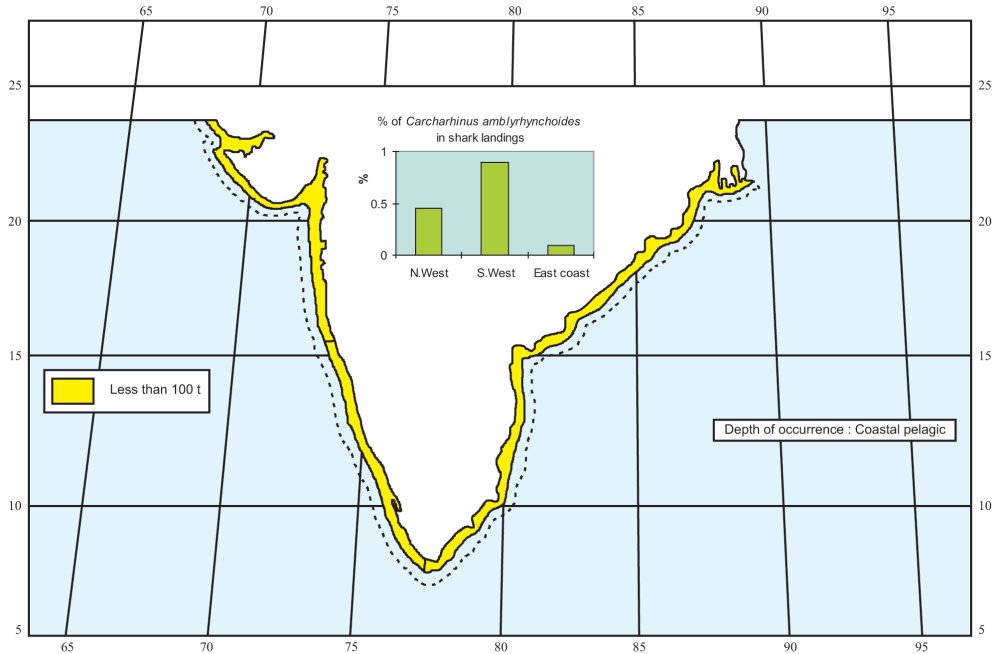 65 70 75 80 85 90 95
25 25
% of Carcharhinus amblyrhynchoides
in shark landings
1
%
0.5
0
N.West S.West East coast
20 20
15 15
Less than 100 t
Depth of occurrence : Coastal pelagic
10 10
5 5
65 70 75 80 85 90 95